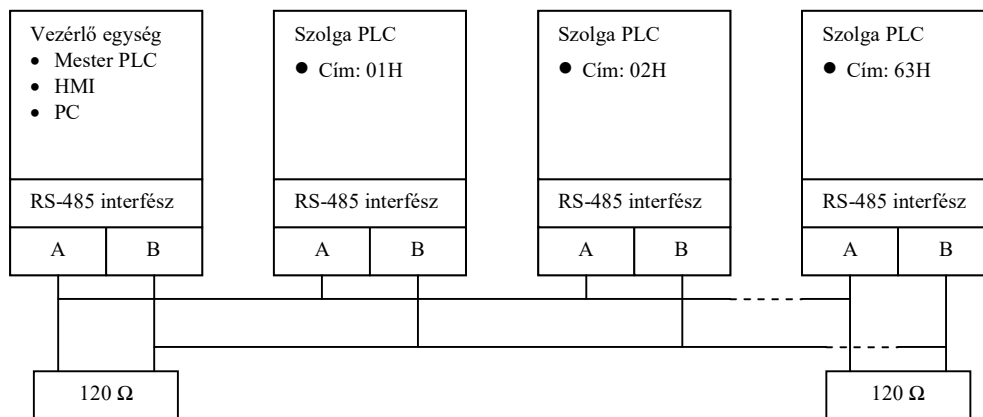 Vezérlő egység
• Mester PLC
• HMI
• PC
RS-485 interfész
A B
Szolga PLC
● Cím: 01H
RS-485 interfész
A B
Szolga PLC
● Cím: 02H
RS-485 interfész
A B
Szolga PLC
● Cím: 63H
RS-485 interfész
A B
120 Ω
120 Ω